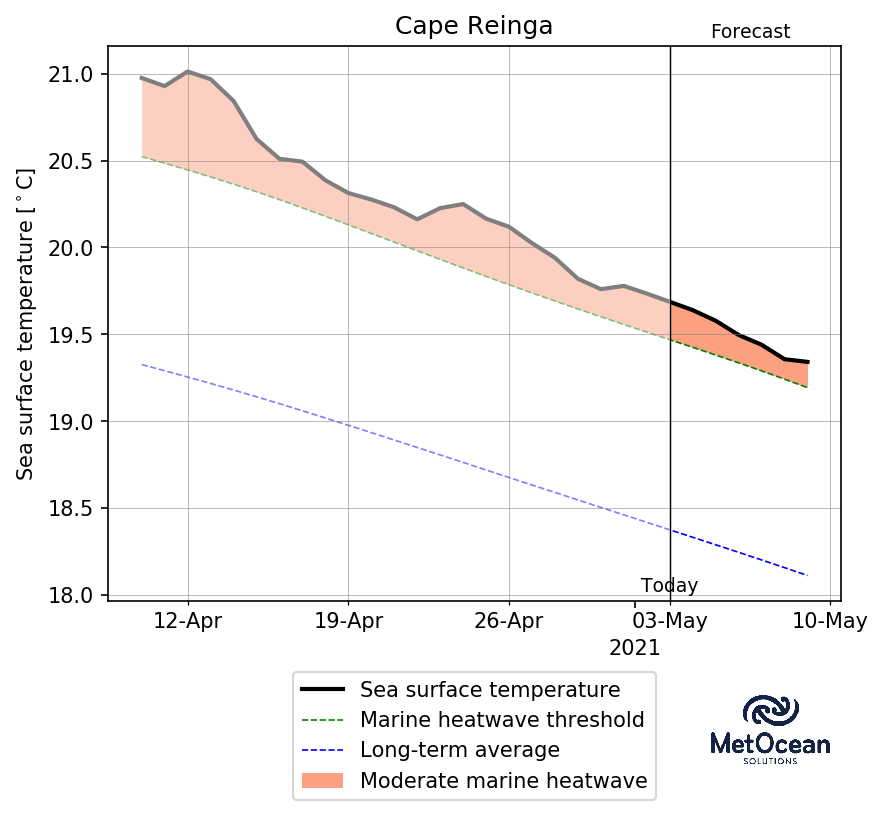 Cape Reinga
Forecast
Sea surface temperature [°C]
21.0
20.5
20.0
19.5
19.0
18.5
18.0
Today
12-Apr 19-Apr 26-Apr 03-May 10-May
2021
Sea surface temperature
Marine heatwave threshold
Long-term average
Moderate marine heatwave
MetOcean
SOLUTIONS